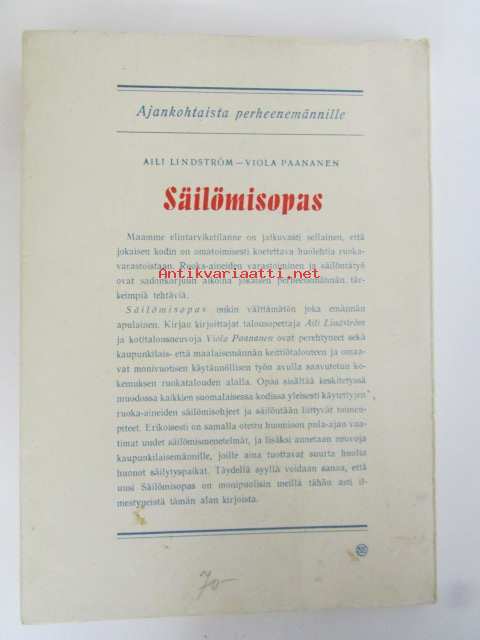 Ajankohtaista perheenemännille
AILI LINDSTRÖM — VIOLA PAANANEN
Säilömisopas
Maamme elintarviketilanne on jatkuvasti sellainen, että
jokaisen kodin on omatoimisesti koetettava huolehtia ruoka-
varastoistaan. Ruoka-aineiden varastoiminen ja säilöntätyö
Antikvariaatti.net
ovat sadonkorjuun aikoina jokaisen perheenemännän tär-
keimpiä tehtäviä.
Säilömisopas onkin välttämätön joka emännän
apulainen. Kirjan kirjoittajat talousopettaja Aili Lindström
ja kotitalousneuvoja Viola Paananen ovat perehtyneet sekä
kaupunkilais- että maalaisemännän keittiötalouteen ja omaa-
vat monivuotisen käytännöllisen työn avulla saavutetun ko-
kemuksen ruokatalouden alalla. Opas sisältää keskitetyssä
muodossa kaikkien suomalaisessa kodissa yleisesti käytettyjen
ruoka-aineiden säilömisohjeet ja säilöntään liittyvät toimen-
piteet. Erikoisesti on samalla otettu huomioon pula-ajan vaa-
timat uudet säilömismenetelmät, ja lisäksi annetaan neuvoja
kaupunkilaisemännille, joille aina tuottavat suurta huolta
huonot säilytyspaikat. Täydellä syyllä voidaan sanoa, että
uusi Säilömisopas on monipuolisin meillä tähän asti il-
mestyneistä tämän alan kirjoista.
70-